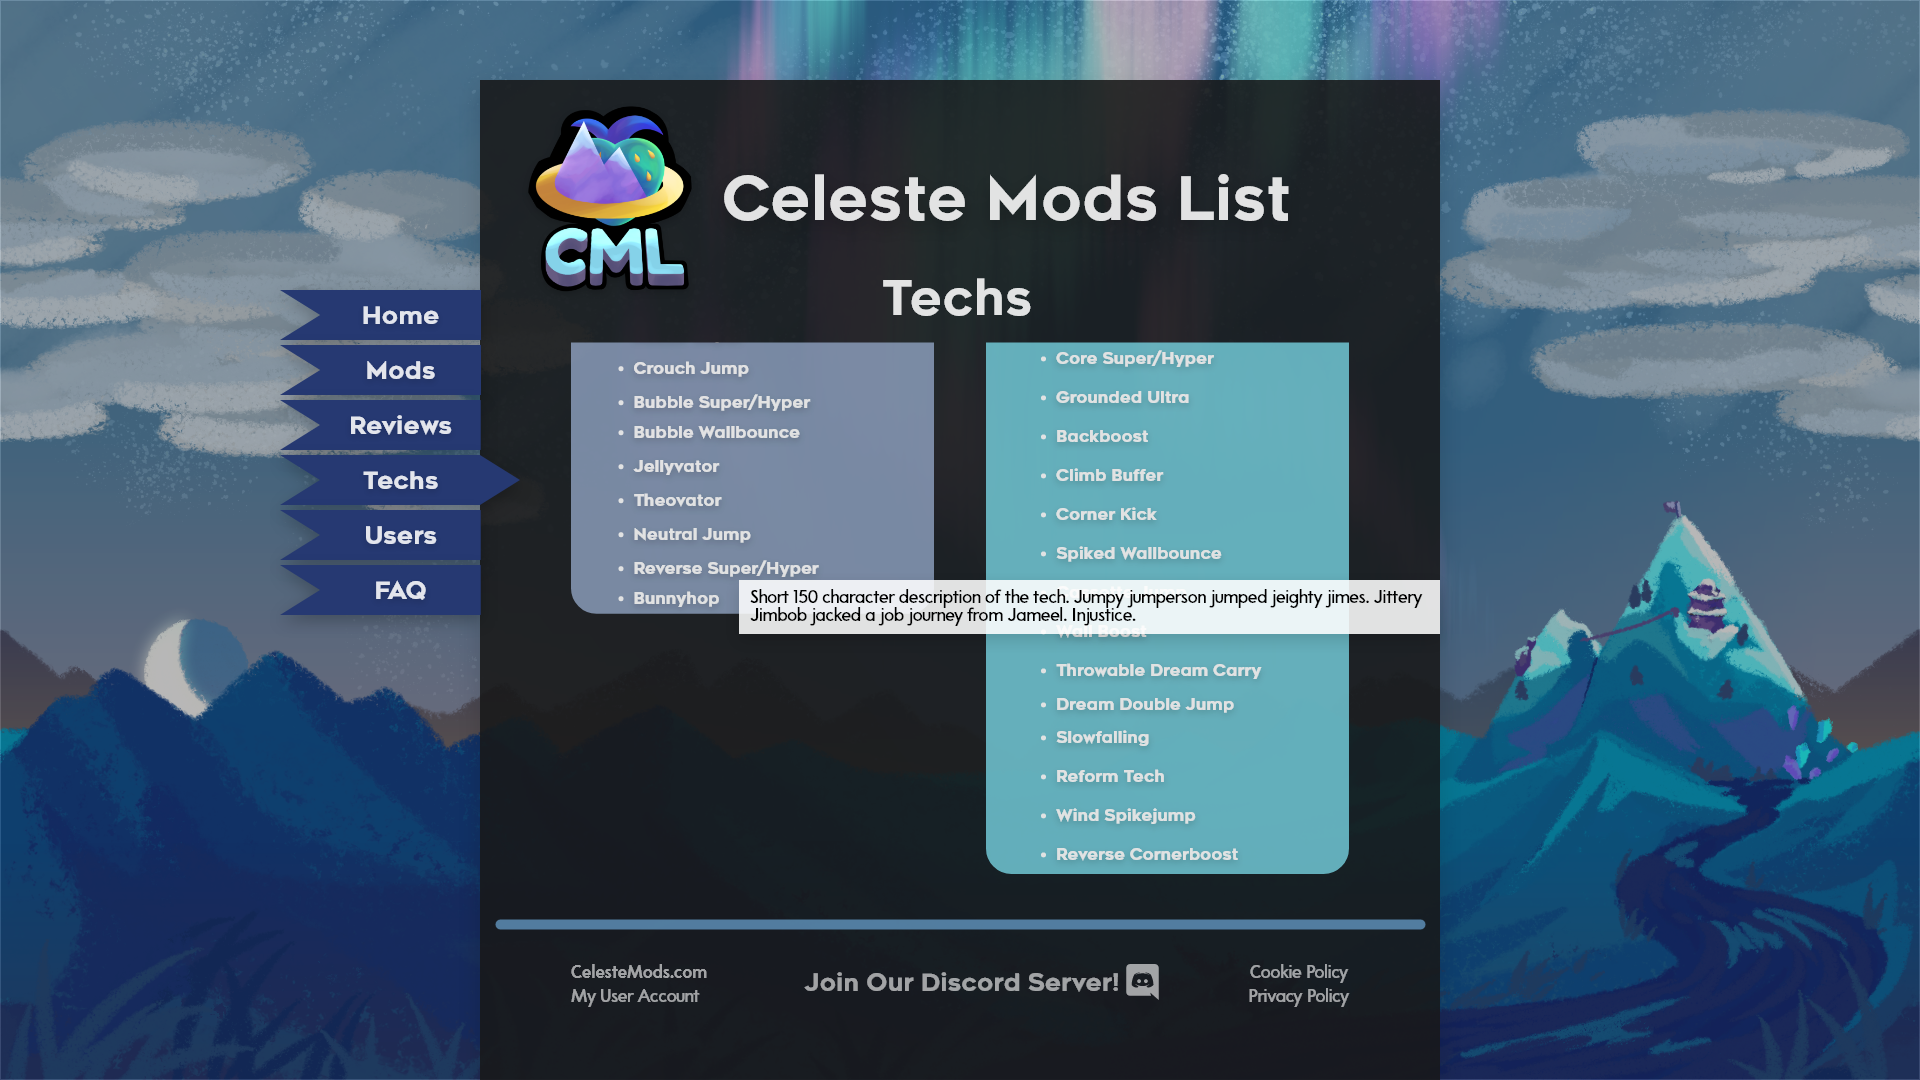 CML
Celeste Mods List
Techs
Home
Mods
Reviews
Techs
Users
FAQ
• Crouch Jump
• Bubble Super/Hyper
• Bubble Wallbounce
• Jellyvator
• Theovator
• Neutral Jump
• Reverse Super/Hyper
• Bunnyhop
• Core Super/Hyper
• Grounded Ultra
• Backboost
• Climb Buffer
• Corner Kick
• Spiked Wallbounce
Short 150 character description of the tech. Jumpy jumperson jumped jeighty jimes. Jittery
Jimbob jacked a job journey from Jameel. Injustice.
• Wall Boost
• Throwable Dream Carry
• Dream Double Jump
• Slowfalling
• Reform Tech
• Wind Spikejump
• Reverse Cornerboost
CelesteMods.com
My User Account
Join Our Discord Server!
Cookie Policy
Privacy Policy